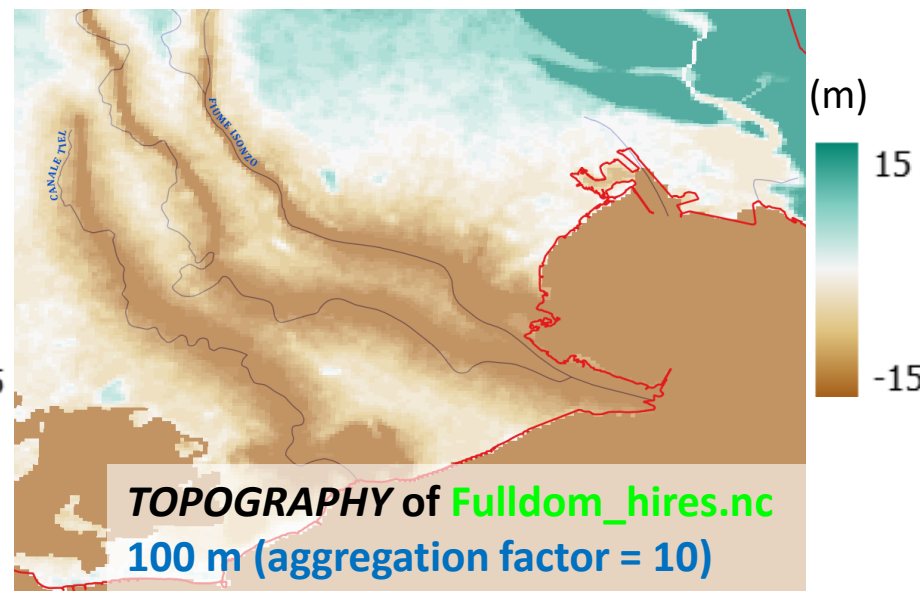 (m)
15
FIUME ISONZO
CANALE TIEL
-15
TOPOGRAPHY of Fulldom_hires.nc
100 m (aggregation factor = 10)